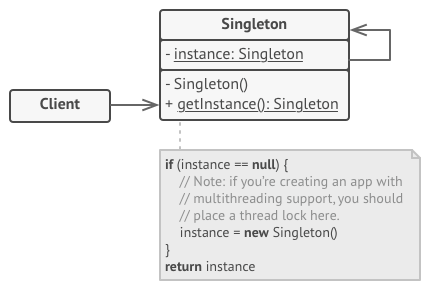 Singleton
- instance: Singleton
- Singleton()
+ getInstance(): Singleton
Client
if (instance == null) {
// Note: if you're creating an app with
// multithreading support, you should
// place a thread lock here.
instance = new Singleton()
}
return instance